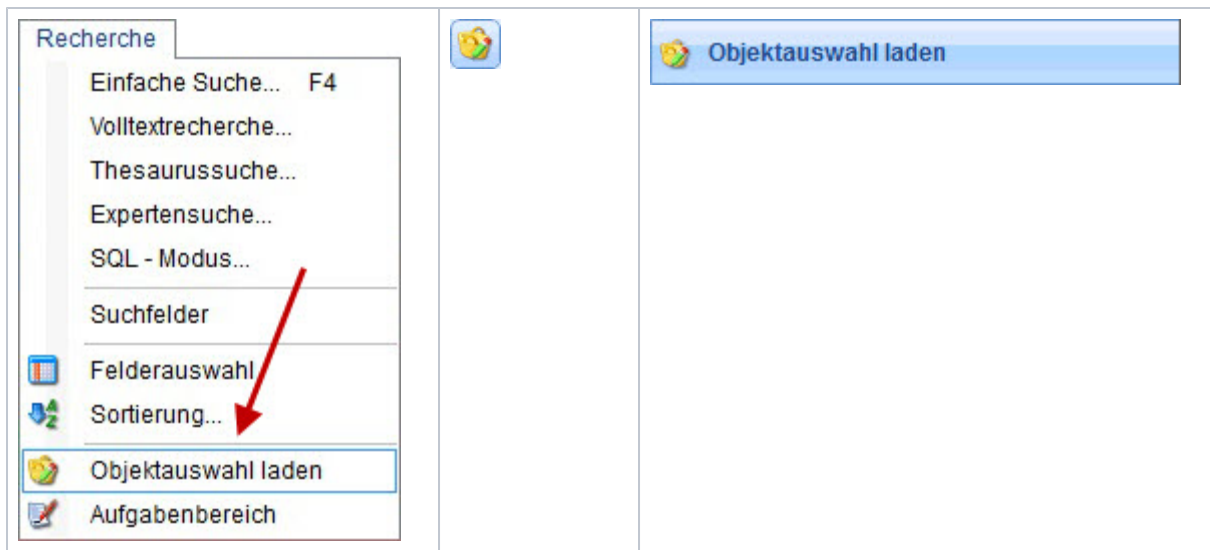 Recherche
Einfache Suche... F4
Volltextrecherche...
Thesaurussuche...
Expertensuche...
SQL - Modus...
Suchfelder
Felderauswahl
Sortierung...
Objektauswahl laden
Aufgabenbereich
Objektauswahl laden